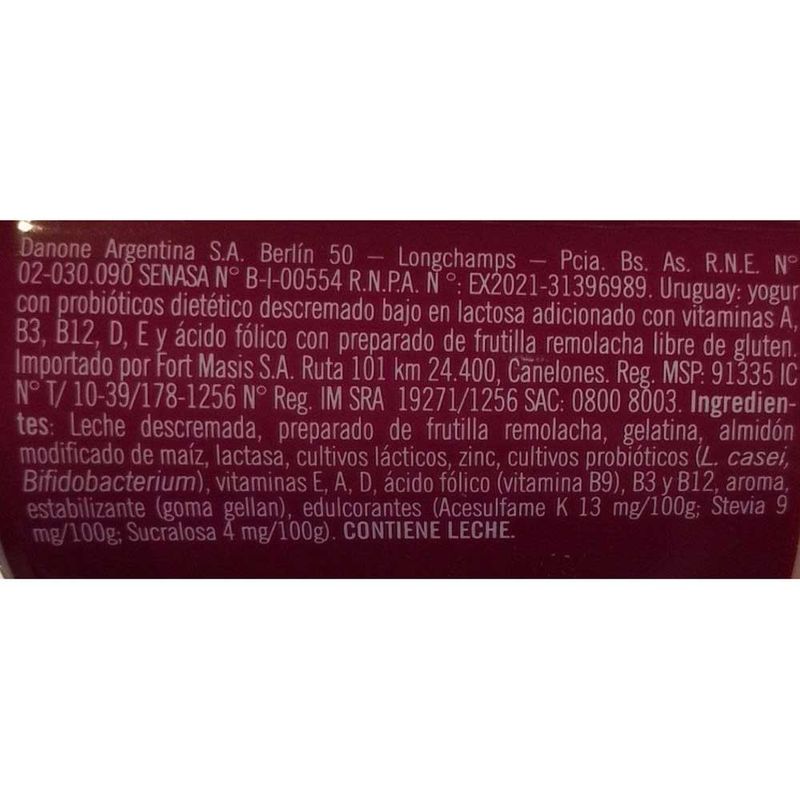 Danone Argentina S.A. Berlín 50 – Longchamps – Pcia. Bs. As. R.N.E. N°
02-030.090 SENASA N° B-I-00554 R.N.P.A. N°: EX2021-31396989. Uruguay: yogur
con probióticos dietético descremado bajo en lactosa adicionado con vitaminas A,
B3, B12, D, E y ácido fólico con preparado de frutilla remolacha libre de gluten.
Importado por Fort Masis S.A. Ruta 101 km 24.400, Canelones. Reg. MSP: 91335 IC
N° T/ 10-39/178-1256 N° Reg. IM SRA 19271/1256 SAC: 0800 8003. Ingredien-
tes: Leche descremada, preparado de frutilla remolacha, gelatina, almidón
modificado de maíz, lactasa, cultivos lácticos, zinc, cultivos probióticos (L. casei,
Bifidobacterium), vitaminas E, A, D, ácido fólico (vitamina B9), B3 y B12, aroma,
estabilizante (goma gellan), edulcorantes (Acesulfame K 13 mg/100g; Stevia 9
mg/100g; Sucralosa 4 mg/100g). CONTIENE LECHE.